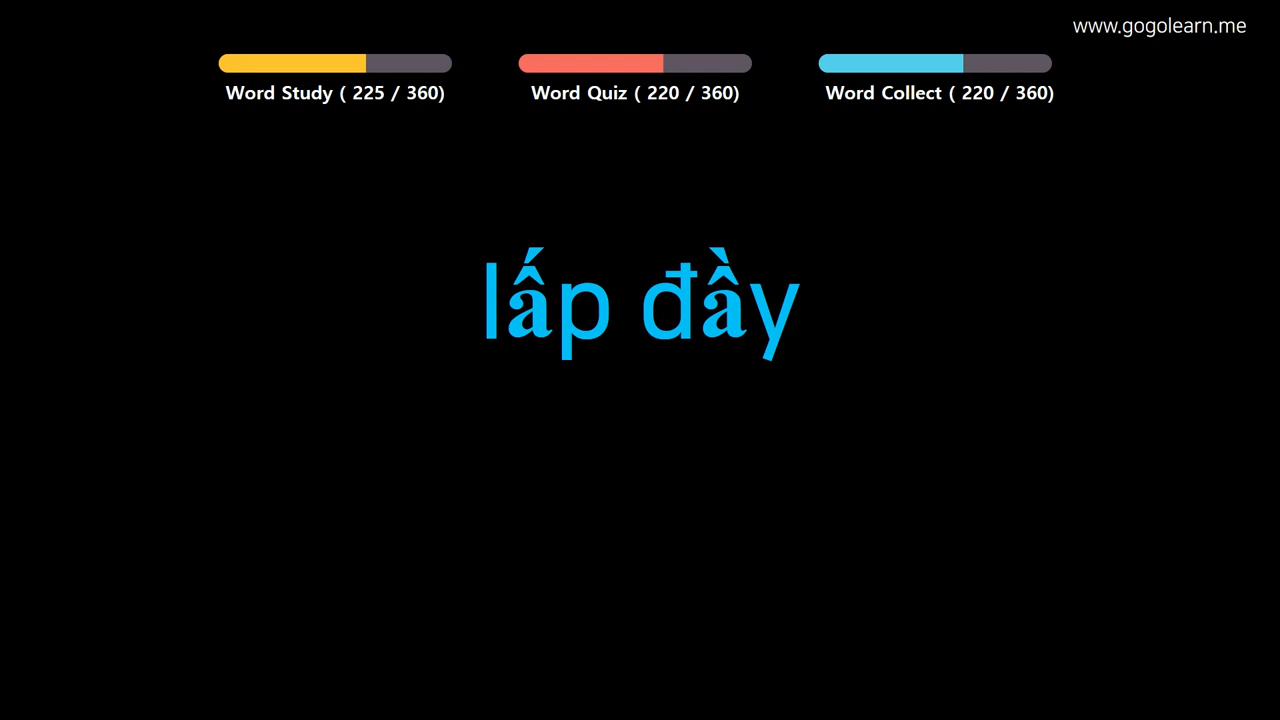 www.gogolearn.me
Word Study ( 225 / 360)
Word Quiz ( 220 / 360)
Word Collect ( 220 / 360)
lấp đầy